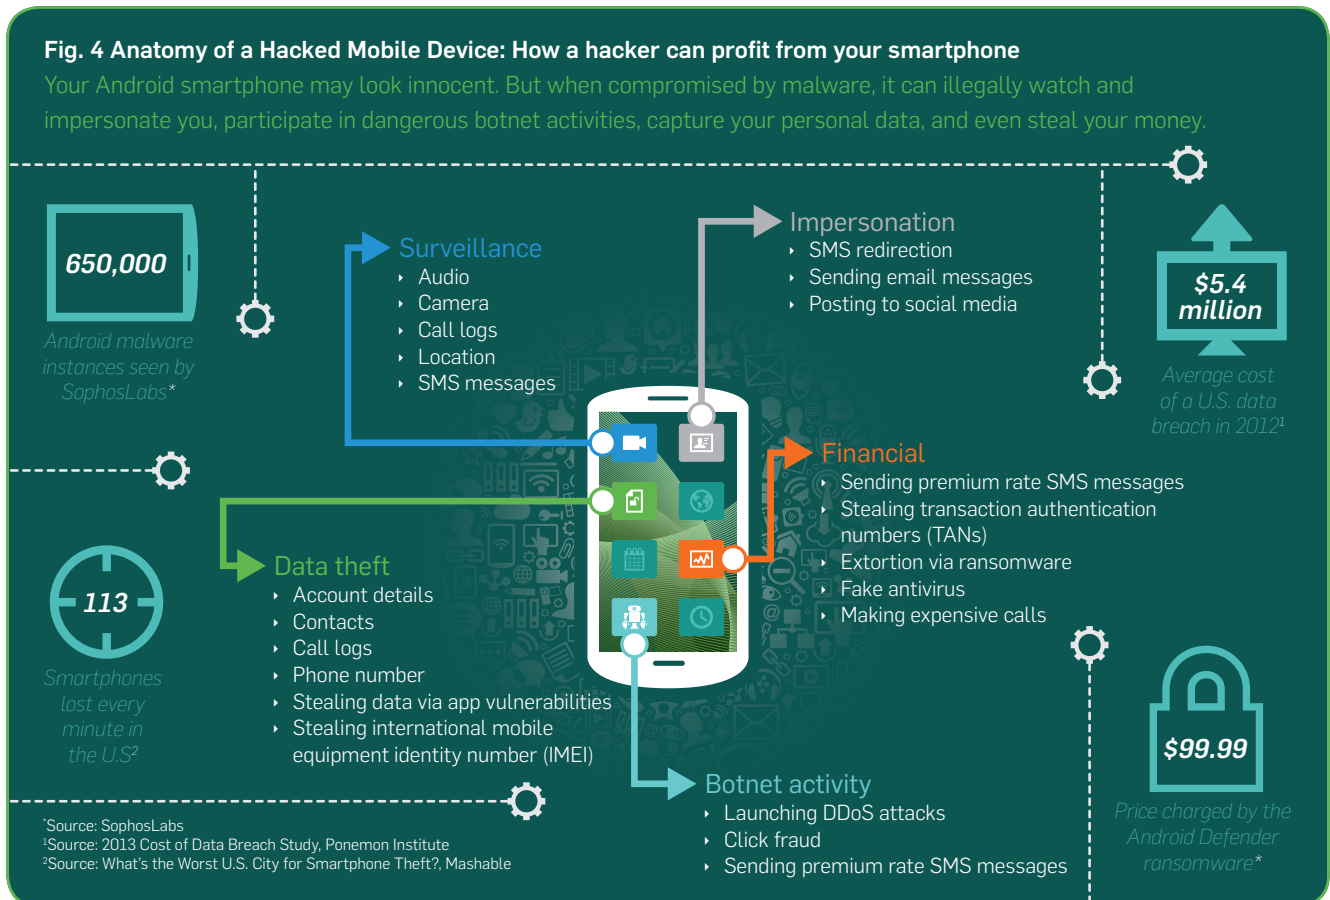 Fig. 4 Anatomy of a Hacked Mobile Device: How a hacker can profit from your smartphone
Your Android smartphone may look innocent. But when compromised by malware, it can illegally watch and
impersonate you, participate in dangerous botnet activities, capture your personal data, and even steal your money.
650,000
Android malware
instances seen by
SophosLabs*
Surveillance
Audio
Camera
Call logs
Location
SMS messages
Impersonation
SMS redirection
Sending email messages
Posting to social media
$5.4
million
Average cost
of a U.S. data
breach in 2012¹
Financial
Sending premium rate SMS messages
Stealing transaction authentication
numbers (TANs)
Extortion via ransomware
Fake antivirus
Making expensive calls
113
Smartphones
lost every
minute in
the U.S²
Data theft
Account details
Contacts
Call logs
Phone number
Stealing data via app vulnerabilities
Stealing international mobile
equipment identity number (IMEI)
$99.99
Price charged by the
Android Defender
ransomware*
Botnet activity
Launching DDoS attacks
Click fraud
Sending premium rate SMS messages
*Source: SophosLabs
¹Source: 2013 Cost of Data Breach Study, Ponemon Institute
²Source: What's the Worst U.S. City for Smartphone Theft?, Mashable